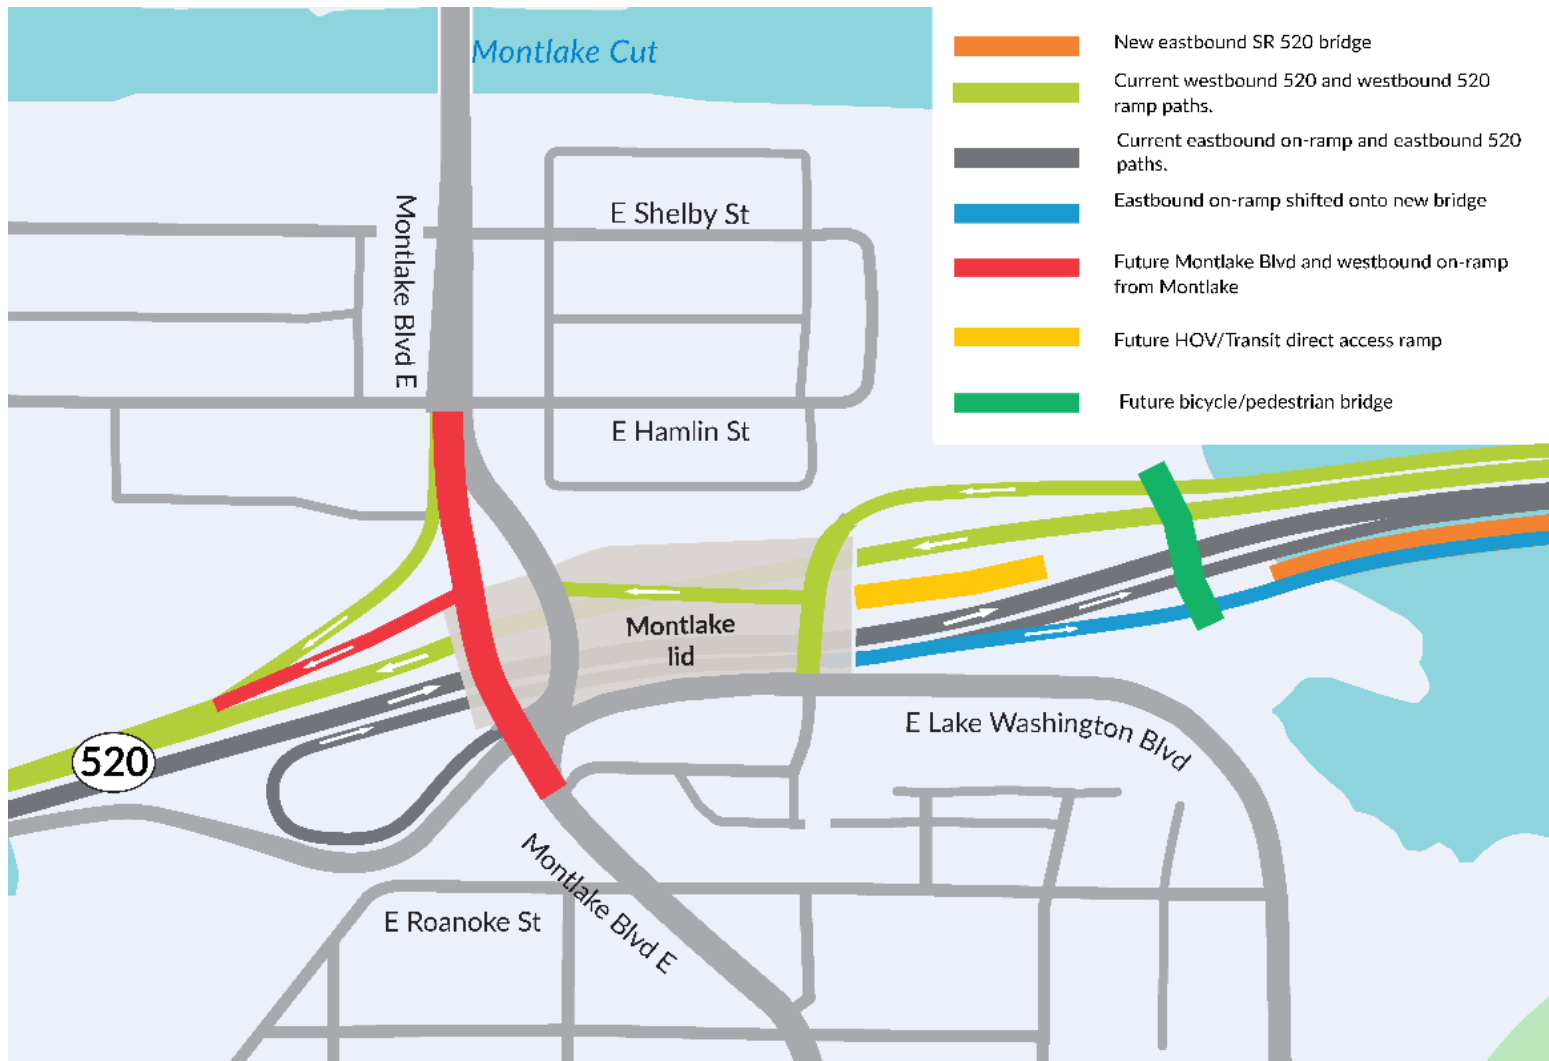 Montlake Cut
New eastbound SR 520 bridge
Current westbound 520 and westbound 520
ramp paths.
Current eastbound on-ramp and eastbound 520
paths.
Eastbound on-ramp shifted onto new bridge
Future Montlake Blvd and westbound on-ramp
from Montlake
Future HOV/Transit direct access ramp
Future bicycle/pedestrian bridge
Montlake Blvd E
E Shelby St
E Hamlin St
Montlake
lid
520
E Lake Washington Blvd
Montlake Blvd E
E Roanoke St